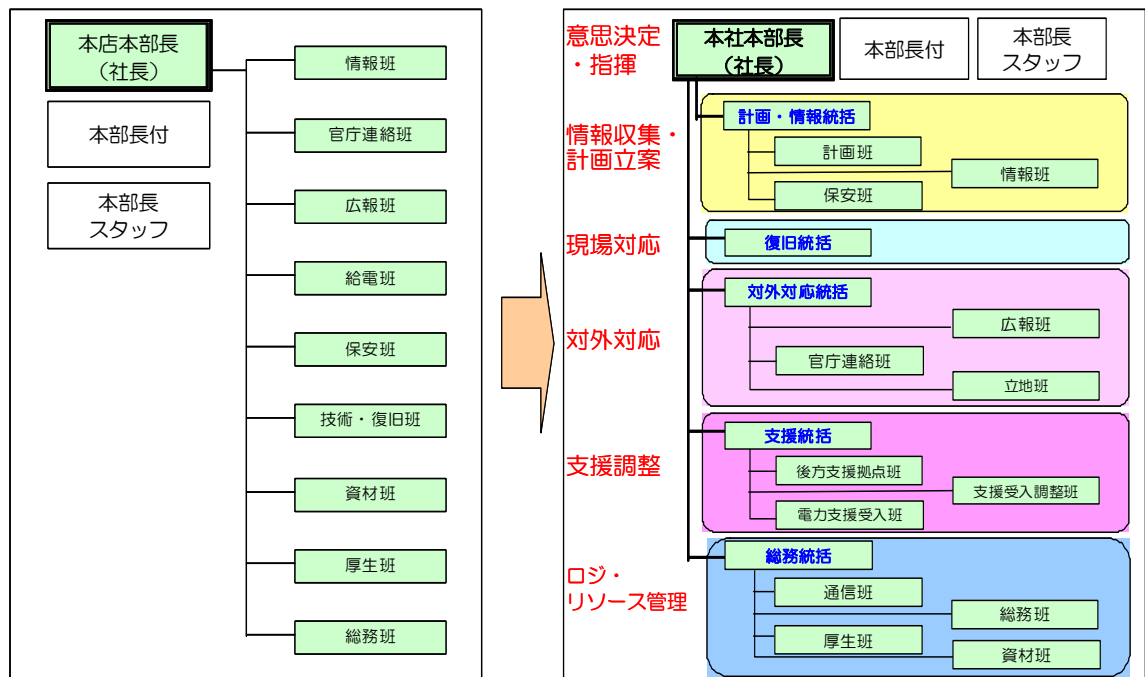 本店本部長
（社長）
本部長付
本部長
スタッフ
情報班
官庁連絡班
広報班
給電班
保安班
技術・復旧班
資材班
厚生班
総務班
意思決定
・指揮
本社本部長
（社長）
本部長付
本部長
スタッフ
情報収集・
計画立案
計画・情報統括
計画班
情報班
保安班
現場対応
復旧統括
対外対応
対外対応統括
広報班
官庁連絡班
立地班
支援調整
支援統括
後方支援拠点班
支援受入調整班
電力支援受入班
ロジ・
リソース管理
総務統括
通信班
総務班
厚生班
資材班